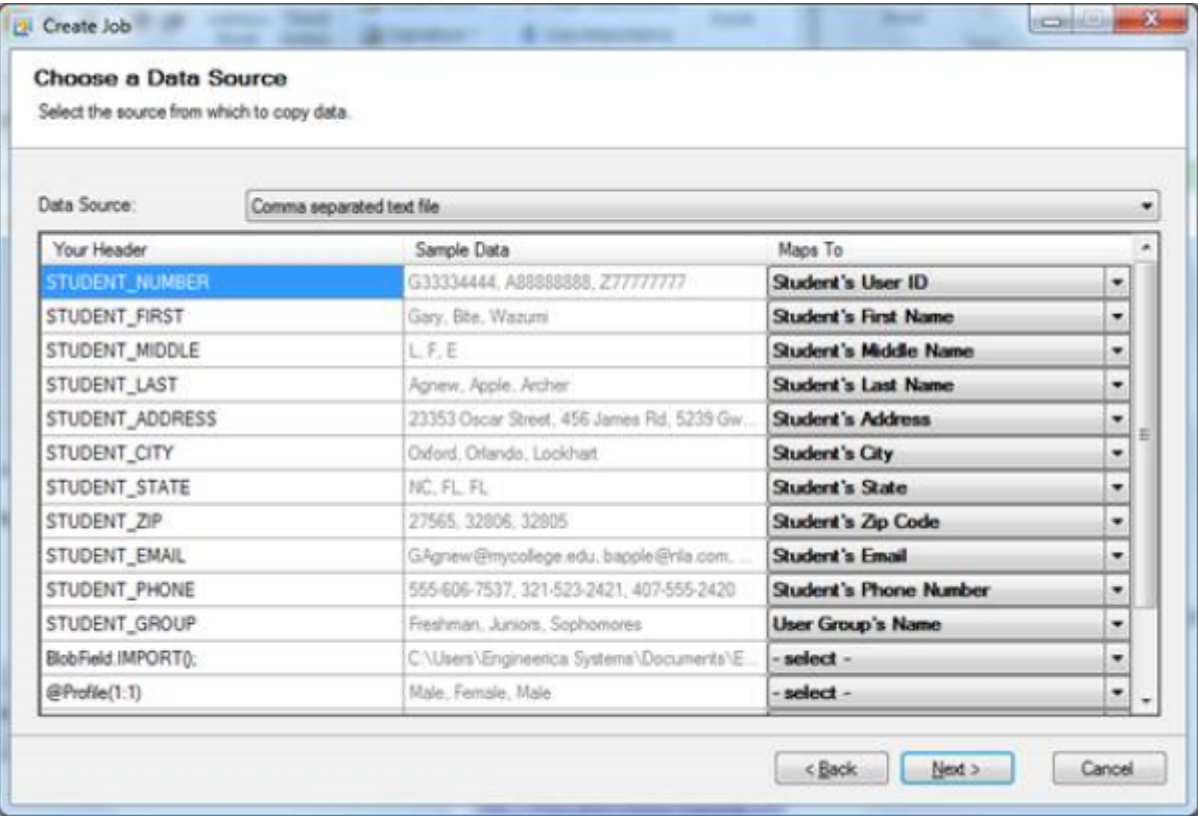 Create Job
Choose a Data Source
Select the source from which to copy data.
Data Source: Comma separated text file
Your Header Sample Data Maps To
STUDENT_NUMBER G33334444, A88888888, Z77777777 Student's User ID
STUDENT_FIRST Gary, Bite, Wazumi Student's First Name
STUDENT_MIDDLE L, F, E Student's Middle Name
STUDENT_LAST Agnew, Apple, Archer Student's Last Name
STUDENT_ADDRESS 23353 Oscar Street, 456 James Rd, 5239 Gw... Student's Address
STUDENT_CITY Oxford, Orlando, Lockhart Student's City
STUDENT_STATE NC, FL, FL Student's State
STUDENT_ZIP 27565, 32806, 32805 Student's Zip Code
STUDENT_EMAIL GAgnew@mycollege.edu, bapple@nla.com, ... Student's Email
STUDENT_PHONE 555-606-7537, 321-523-2421, 407-555-2420 Student's Phone Number
STUDENT_GROUP Freshman, Juniors, Sophomores User Group's Name
BlobField.IMPORT(); C:\Users\Engineerica Systems\Documents\E... - select -
@Profile(1:1) Male, Female, Male - select -
< Back Next > Cancel